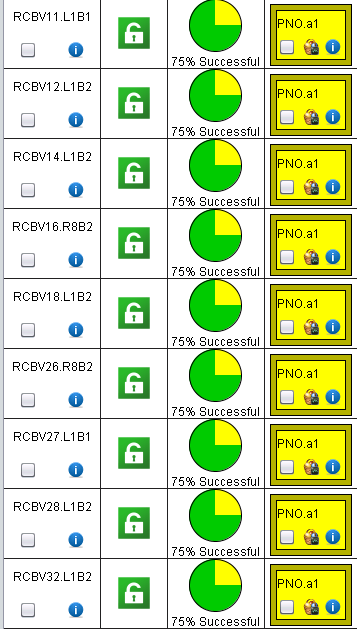 RCBV11.L1B1
75% Successful
PNO.a1
RCBV12.L1B2
75% Successful
PNO.a1
RCBV14.L1B2
75% Successful
PNO.a1
RCBV16.R8B2
75% Successful
PNO.a1
RCBV18.L1B2
75% Successful
PNO.a1
RCBV26.R8B2
75% Successful
PNO.a1
RCBV27.L1B1
75% Successful
PNO.a1
RCBV28.L1B2
75% Successful
PNO.a1
RCBV32.L1B2
75% Successful
PNO.a1